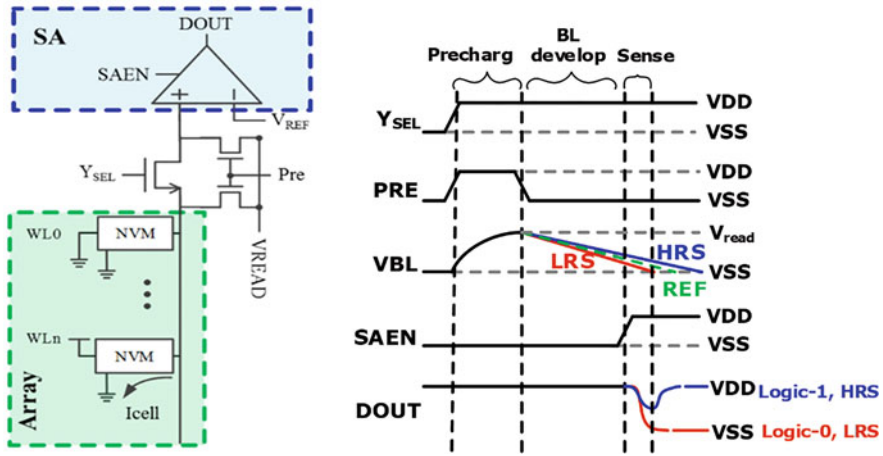 DOUT
SA
SAEN
+
−
VREF
YSEL
Pre
WL0
NVM
VREAD
WLn
NVM
Icell
Array
Precharg
BL
develop
Sense
YSEL
VDD
VSS
PRE
VDD
VSS
VBL
Vread
HRS
LRS
VSS
REF
SAEN
VDD
VSS
DOUT
VDD Logic-1, HRS
VSS Logic-0, LRS